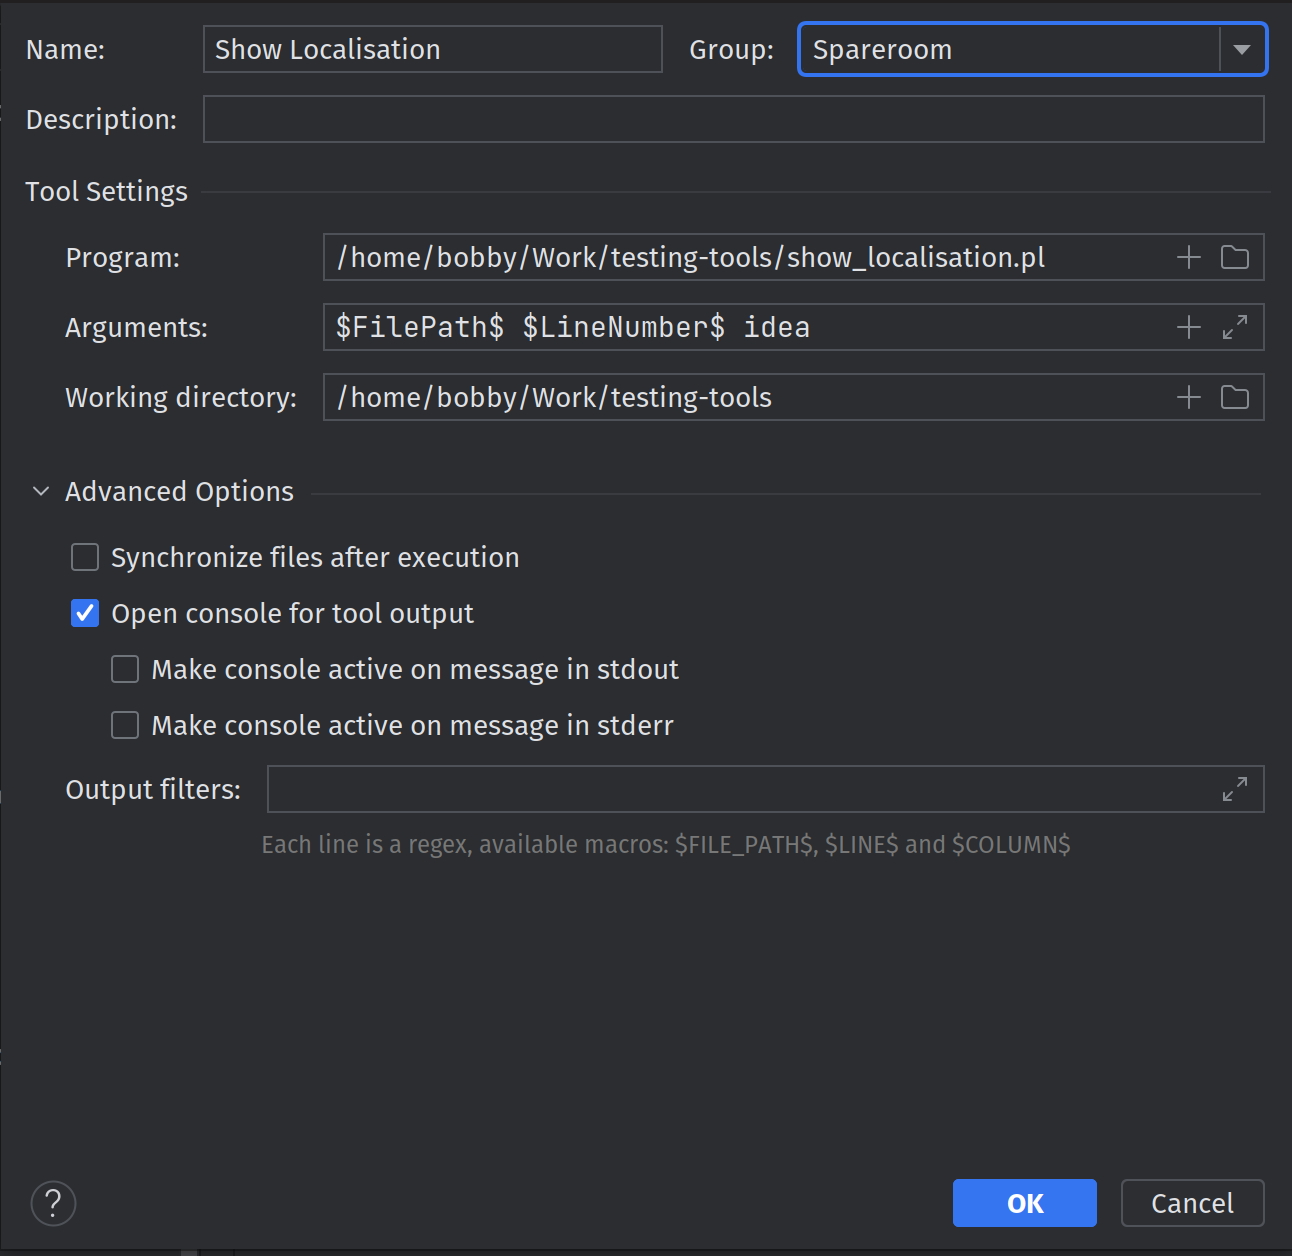 Name: Show Localisation Group: Spareroom
Description:
Tool Settings
Program: /home/bobby/Work/testing-tools/show_localisation.pl
Arguments: $FilePath$ $LineNumber$ idea
Working directory: /home/bobby/Work/testing-tools
Advanced Options
Synchronize files after execution
Open console for tool output
Make console active on message in stdout
Make console active on message in stderr
Output filters:
Each line is a regex, available macros: $FILE_PATH$, $LINE$ and $COLUMN$
? OK Cancel